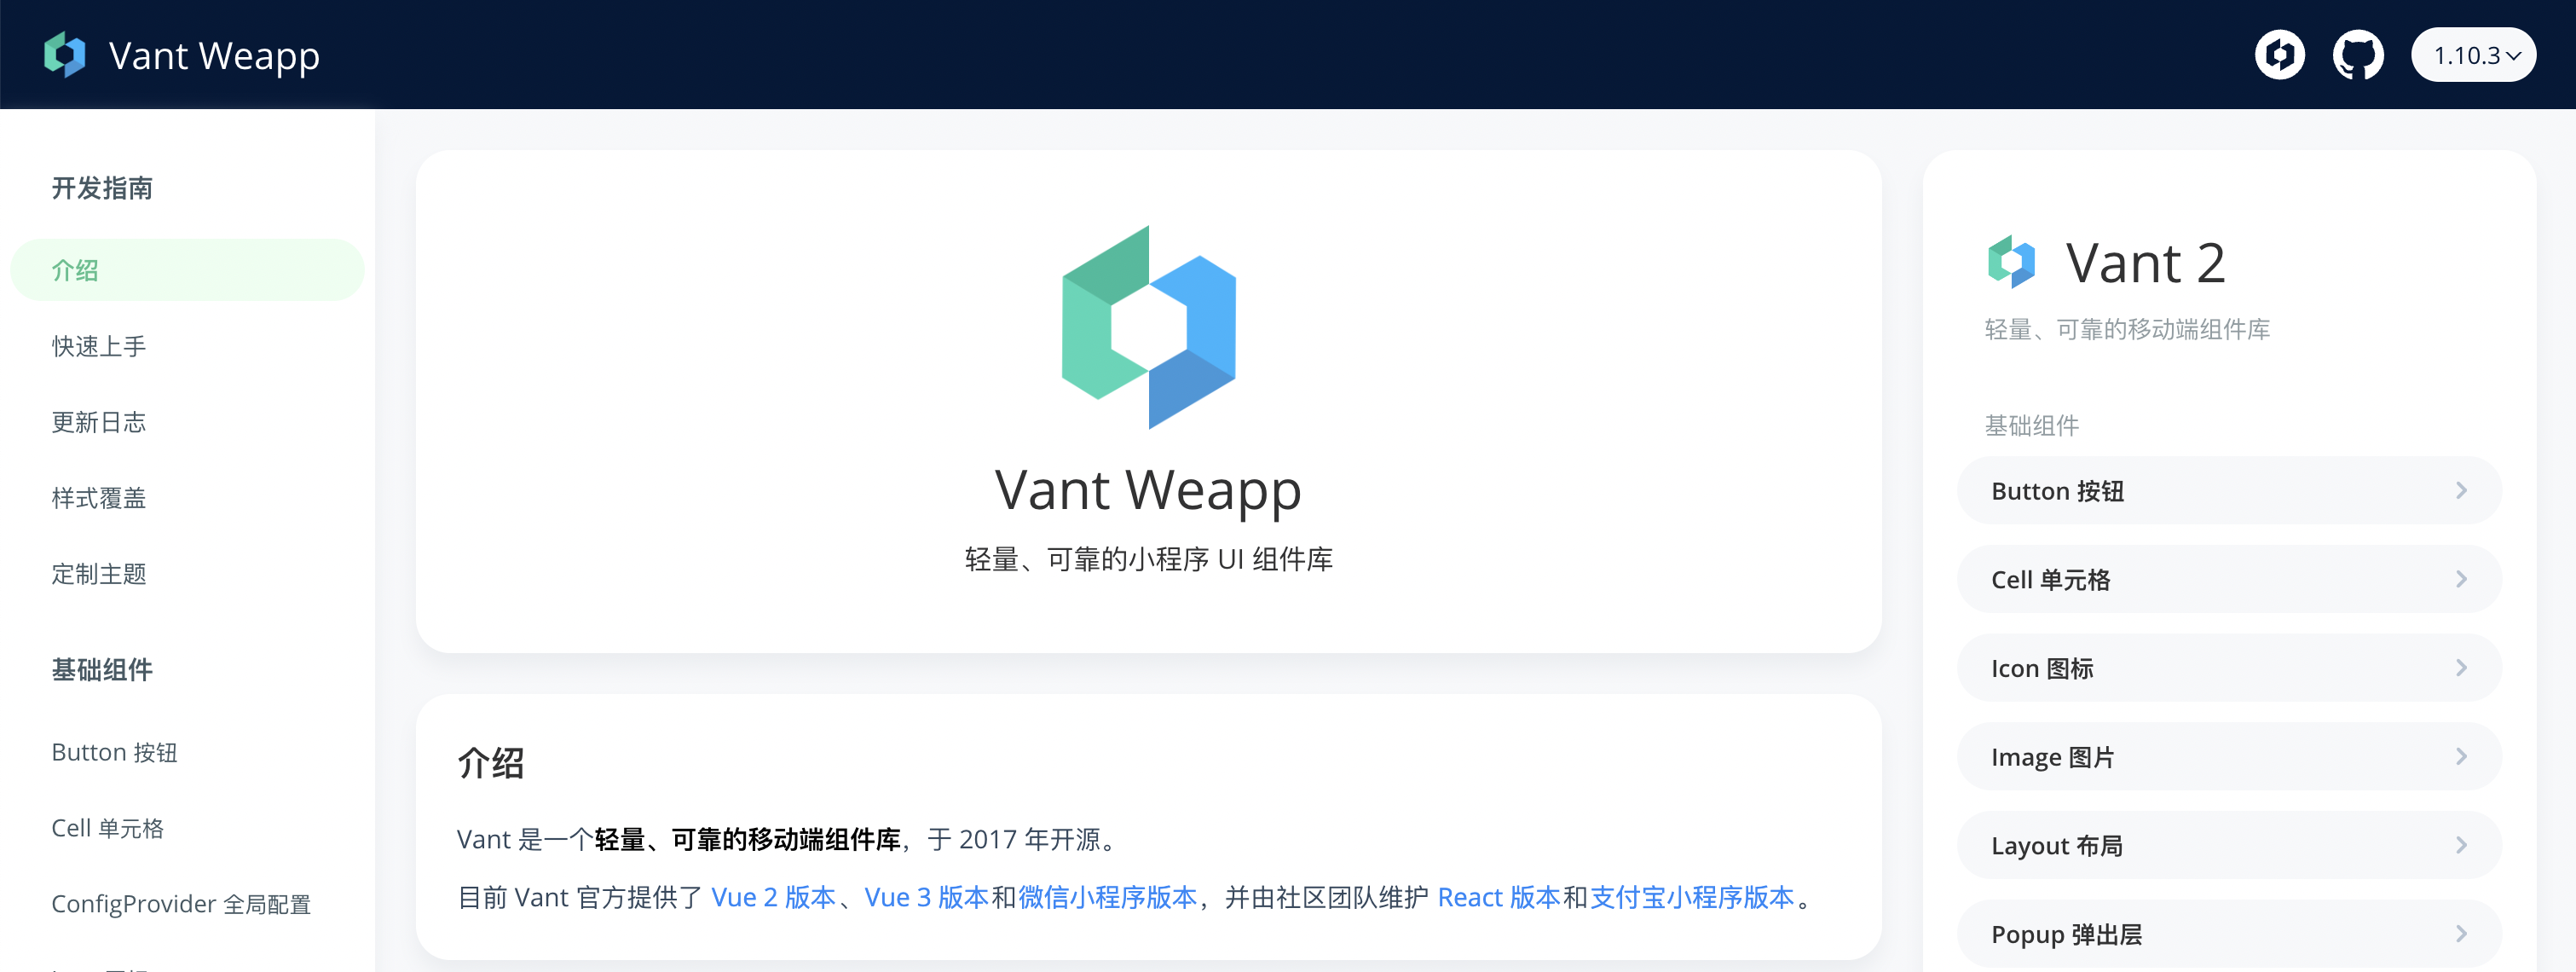 Vant Weapp
1.10.3
开发指南
介绍
快速上手
更新日志
样式覆盖
定制主题
基础组件
Button 按钮
Cell 单元格
ConfigProvider 全局配置
Vant Weapp
轻量、可靠的小程序 UI 组件库
介绍
Vant 是一个轻量、可靠的移动端组件库，于 2017 年开源。
目前 Vant 官方提供了 Vue 2 版本、Vue 3 版本和微信小程序版本，并由社区团队维护 React 版本和支付宝小程序版本。
Vant 2
轻量、可靠的移动端组件库
基础组件
Button 按钮
Cell 单元格
Icon 图标
Image 图片
Layout 布局
Popup 弹出层